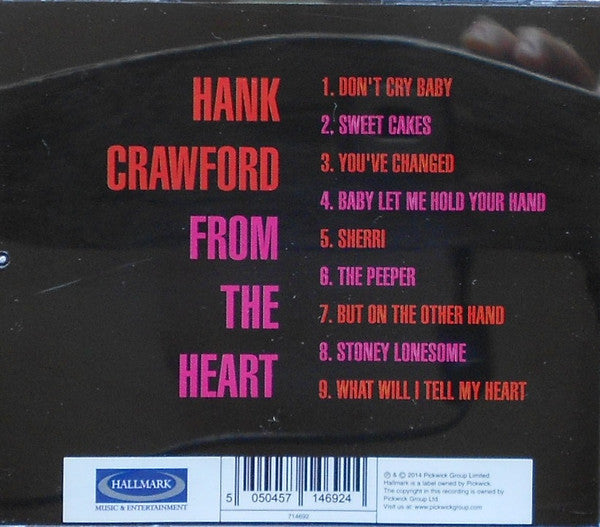 HANK
CRAWFORD
FROM
THE
HEART
1. DON'T CRY BABY
2. SWEET CAKES
3. YOU'VE CHANGED
4. BABY LET ME HOLD YOUR HAND
5. SHERRI
6. THE PEEPER
7. BUT ON THE OTHER HAND
8. STONEY LONESOME
9. WHAT WILL I TELL MY HEART
HALLMARK
MUSIC & ENTERTAINMENT
5 050457 146924
714692
℗ & © 2014 Pickwick Group Limited.
Hallmark is a label owned by Pickwick.
The copyright in this recording is owned by
Pickwick Group Ltd
Visit us at: www.pickwickgroup.com